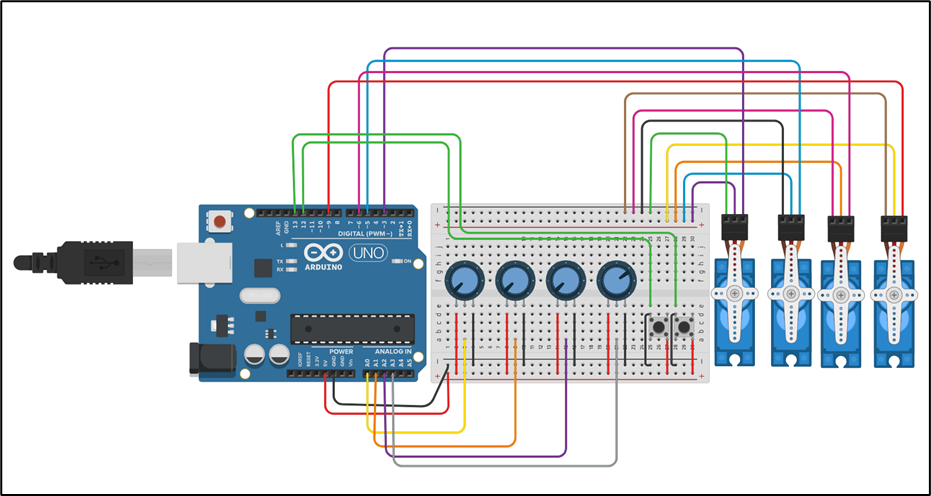 AREF
GND
13
12
~11
~10
~9
8
7
~6
~5
4
~3
2
TX→1
RX←0
DIGITAL (PWM~)
L
TX
RX
ARDUINO
UNO
ON
POWER
ANALOG IN
IOREF
RESET
3.3V
5V
GND
GND
Vin
A0
A1
A2
A3
A4
A5